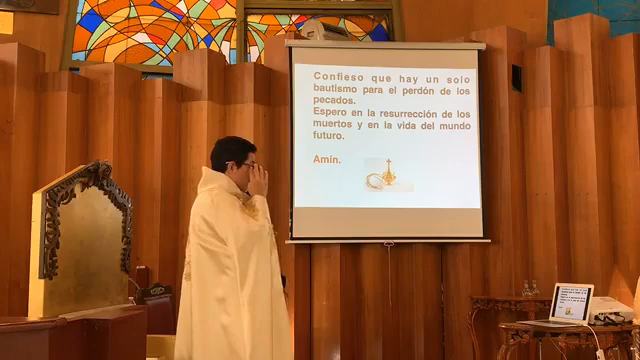 Confieso que hay un solo
bautismo para el perdón de los
pecados.
Espero en la resurrección de los
muertos y en la vida del mundo
futuro.
Amín.